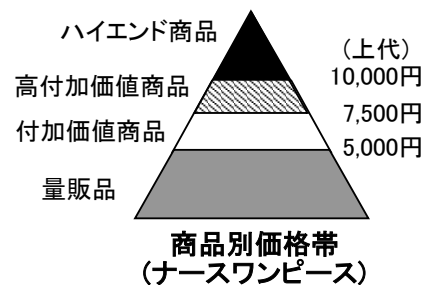 ハイエンド商品
(上代)
10,000円
高付加価値商品
7,500円
付加価値商品
5,000円
量販品
商品別価格帯
(ナースワンピース)